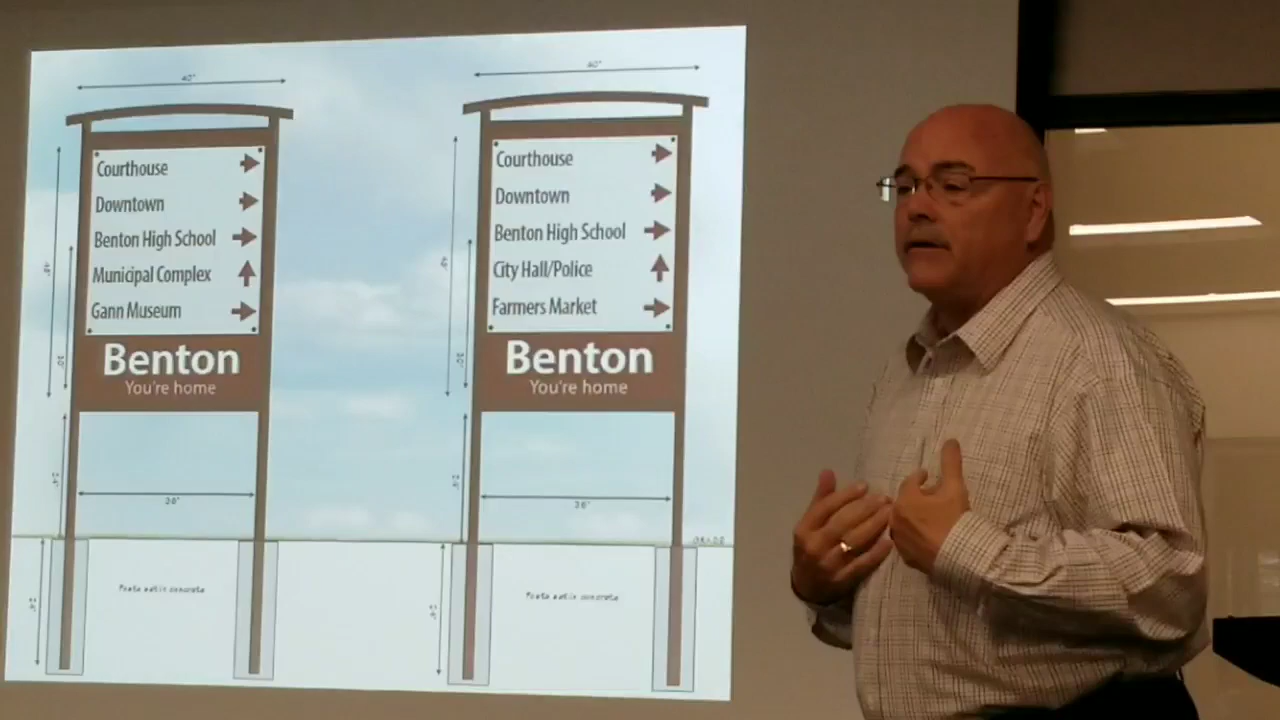 40"
40"
Courthouse
Downtown
Benton High School
Municipal Complex
Gann Museum
Benton
You're home
Courthouse
Downtown
Benton High School
City Hall/Police
Farmers Market
Benton
You're home
36"
GRADE
Posts set in concrete
Posts set in concrete